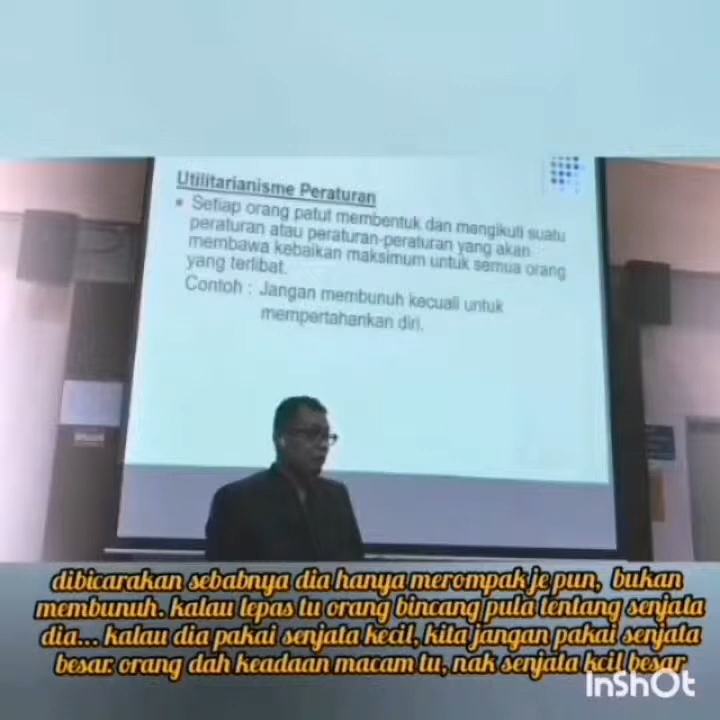 Utilitarianisme Peraturan
▪ Setiap orang patut membentuk dan mengikuti suatu
peraturan atau peraturan-peraturan yang akan
membawa kebaikan maksimum untuk semua orang
yang terlibat.
Contoh : Jangan membunuh kecuali untuk
mempertahankan diri.
dibicarakan sebabnya dia hanya merompak je pun, bukan
membunuh. kalau lepas tu orang bincang pula tentang senjata
dia... kalau dia pakai senjata kecil, kita jangan pakai senjata
besar. orang dah keadaan macam tu, nak senjata kcil besar
InShOt